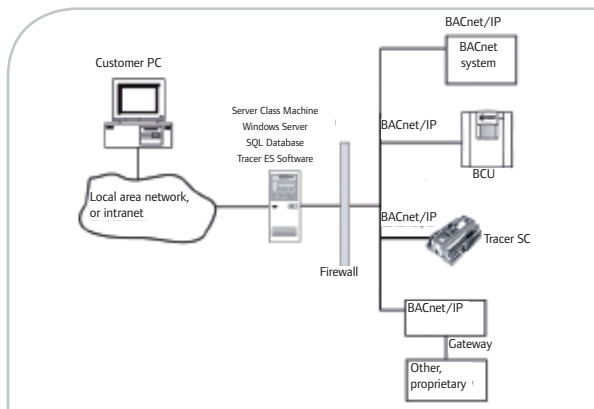 BACnet/IP
BACnet
system
Customer PC
Server Class Machine
Windows Server
SQL Database
Tracer ES Software
BACnet/IP
BCU
Local area network,
or intranet
BACnet/IP
Tracer SC
Firewall
BACnet/IP
Gateway
Other,
proprietary